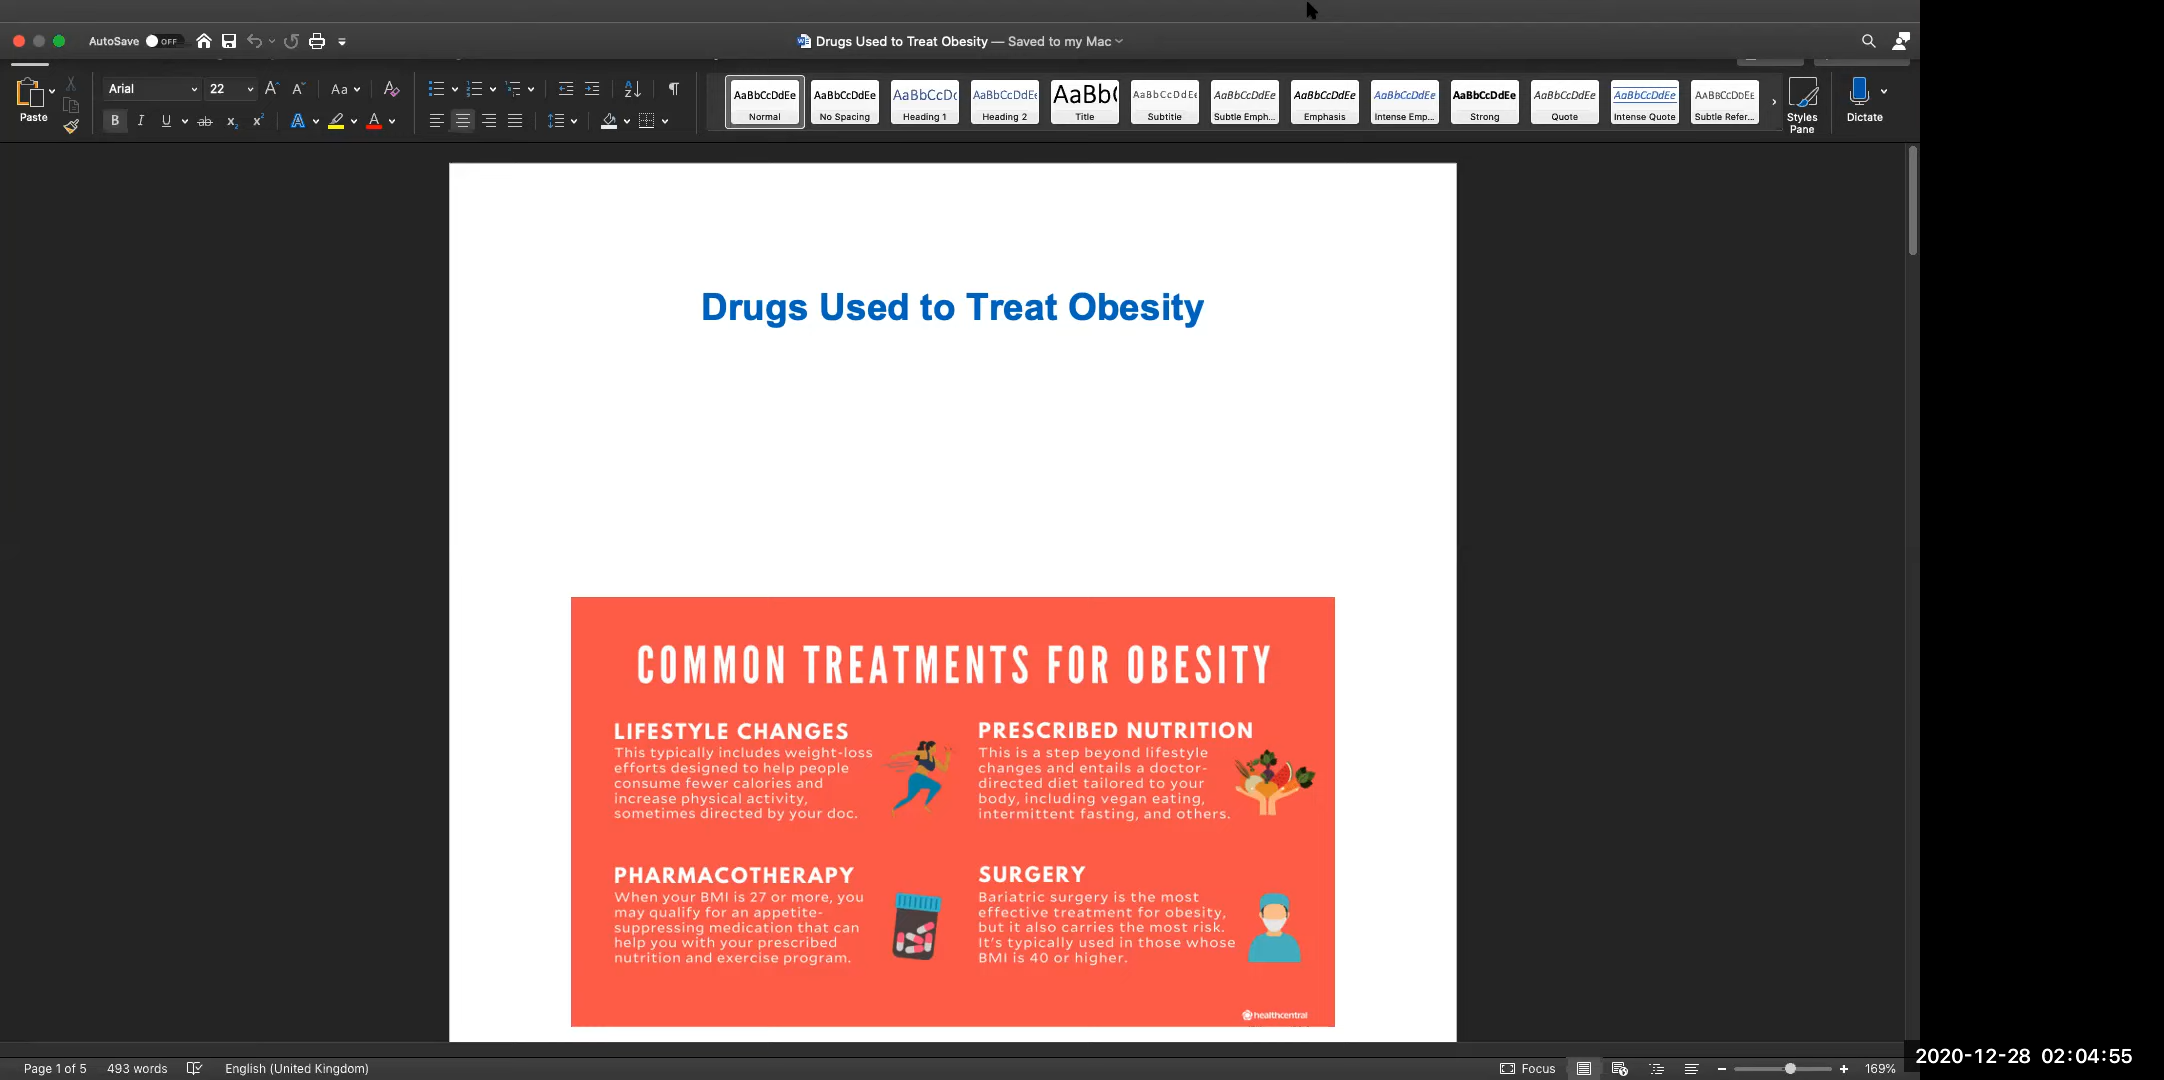 AutoSave OFF
Drugs Used to Treat Obesity — Saved to my Mac
Paste
Arial 22 Aa
AaBbCcDdEe AaBbCcDdEe AaBbCcDc AaBbCcDdEe AaBb( AaBbCcDdEe AaBbCcDdEe AaBbCcDdEe AaBbCcDdEe AaBbCcDdEe AaBbCcDdEe AaBbCcDdEe AaBbCcDdEe
Normal No Spacing Heading 1 Heading 2 Title Subtitle Subtle Emph... Emphasis Intense Emp... Strong Quote Intense Quote Subtle Refer...
Styles Pane
Dictate
Drugs Used to Treat Obesity
COMMON TREATMENTS FOR OBESITY
LIFESTYLE CHANGES
This typically includes weight-loss
efforts designed to help people
consume fewer calories and
increase physical activity,
sometimes directed by your doc.
PRESCRIBED NUTRITION
This is a step beyond lifestyle
changes and entails a doctor-
directed diet tailored to your
body, including vegan eating,
intermittent fasting, and others.
PHARMACOTHERAPY
When your BMI is 27 or more, you
may qualify for an appetite-
suppressing medication that can
help you with your prescribed
nutrition and exercise program.
SURGERY
Bariatric surgery is the most
effective treatment for obesity,
but it also carries the most risk.
It's typically used in those whose
BMI is 40 or higher.
healthcentral
Page 1 of 5 493 words English (United Kingdom) Focus 169%
2020-12-28 02:04:55